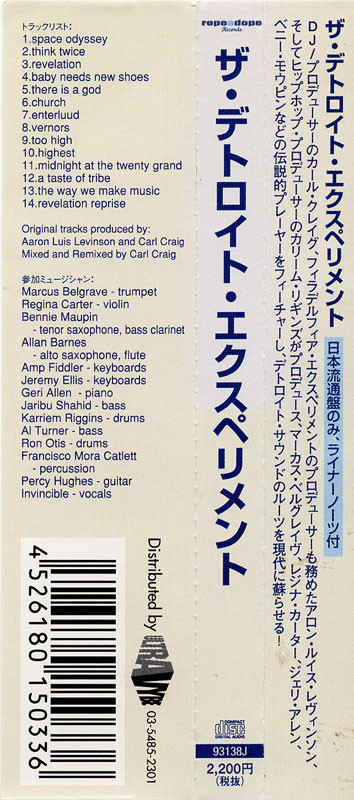 トラックリスト:
1.space odyssey
2.think twice
3.revelation
4.baby needs new shoes
5.there is a god
6.church
7.enterluud
8.vernors
9.too high
10.highest
11.midnight at the twenty grand
12.a taste of tribe
13.the way we make music
14.revelation reprise
Original tracks produced by:
Aaron Luis Levinson and Carl Craig
Mixed and Remixed by Carl Craig
参加ミュージシャン:
Marcus Belgrave - trumpet
Regina Carter - violin
Bennie Maupin
- tenor saxophone, bass clarinet
Allan Barnes
- alto saxophone, flute
Amp Fiddler - keyboards
Jeremy Ellis - keyboards
Geri Allen - piano
Jaribu Shahid - bass
Karriem Riggins - drums
Al Turner - bass
Ron Otis - drums
Francisco Mora Catlett
- percussion
Percy Hughes - guitar
Invincible - vocals
4 526180 150336
Distributed by ULTRA-VYBE 03-5485-2301
ropeadope
Records
ザ・デトロイト・エクスペリメント
COMPACT
disc
DIGITAL AUDIO
93138J
2,200円
(税抜)
ザ・デトロイト・エクスペリメント 日本流通盤のみ、ライナーノーツ付
DJ/プロデューサーのカール・クレイグ、フィラデルフィア・エクスペリメントのプロデューサーも務めたアロン・ルイス・レヴィンソン、
そしてヒップホップ・プロデューサーのカリーム・リギンズがプロデュース、マーカス・ベルグレイヴ、レジナ・カーター、ジェリ・アレン、
ベニー・モウピンなどの伝説的プレーヤーをフィーチャーし、デトロイト・サウンドのルーツを現代に蘇らせる!